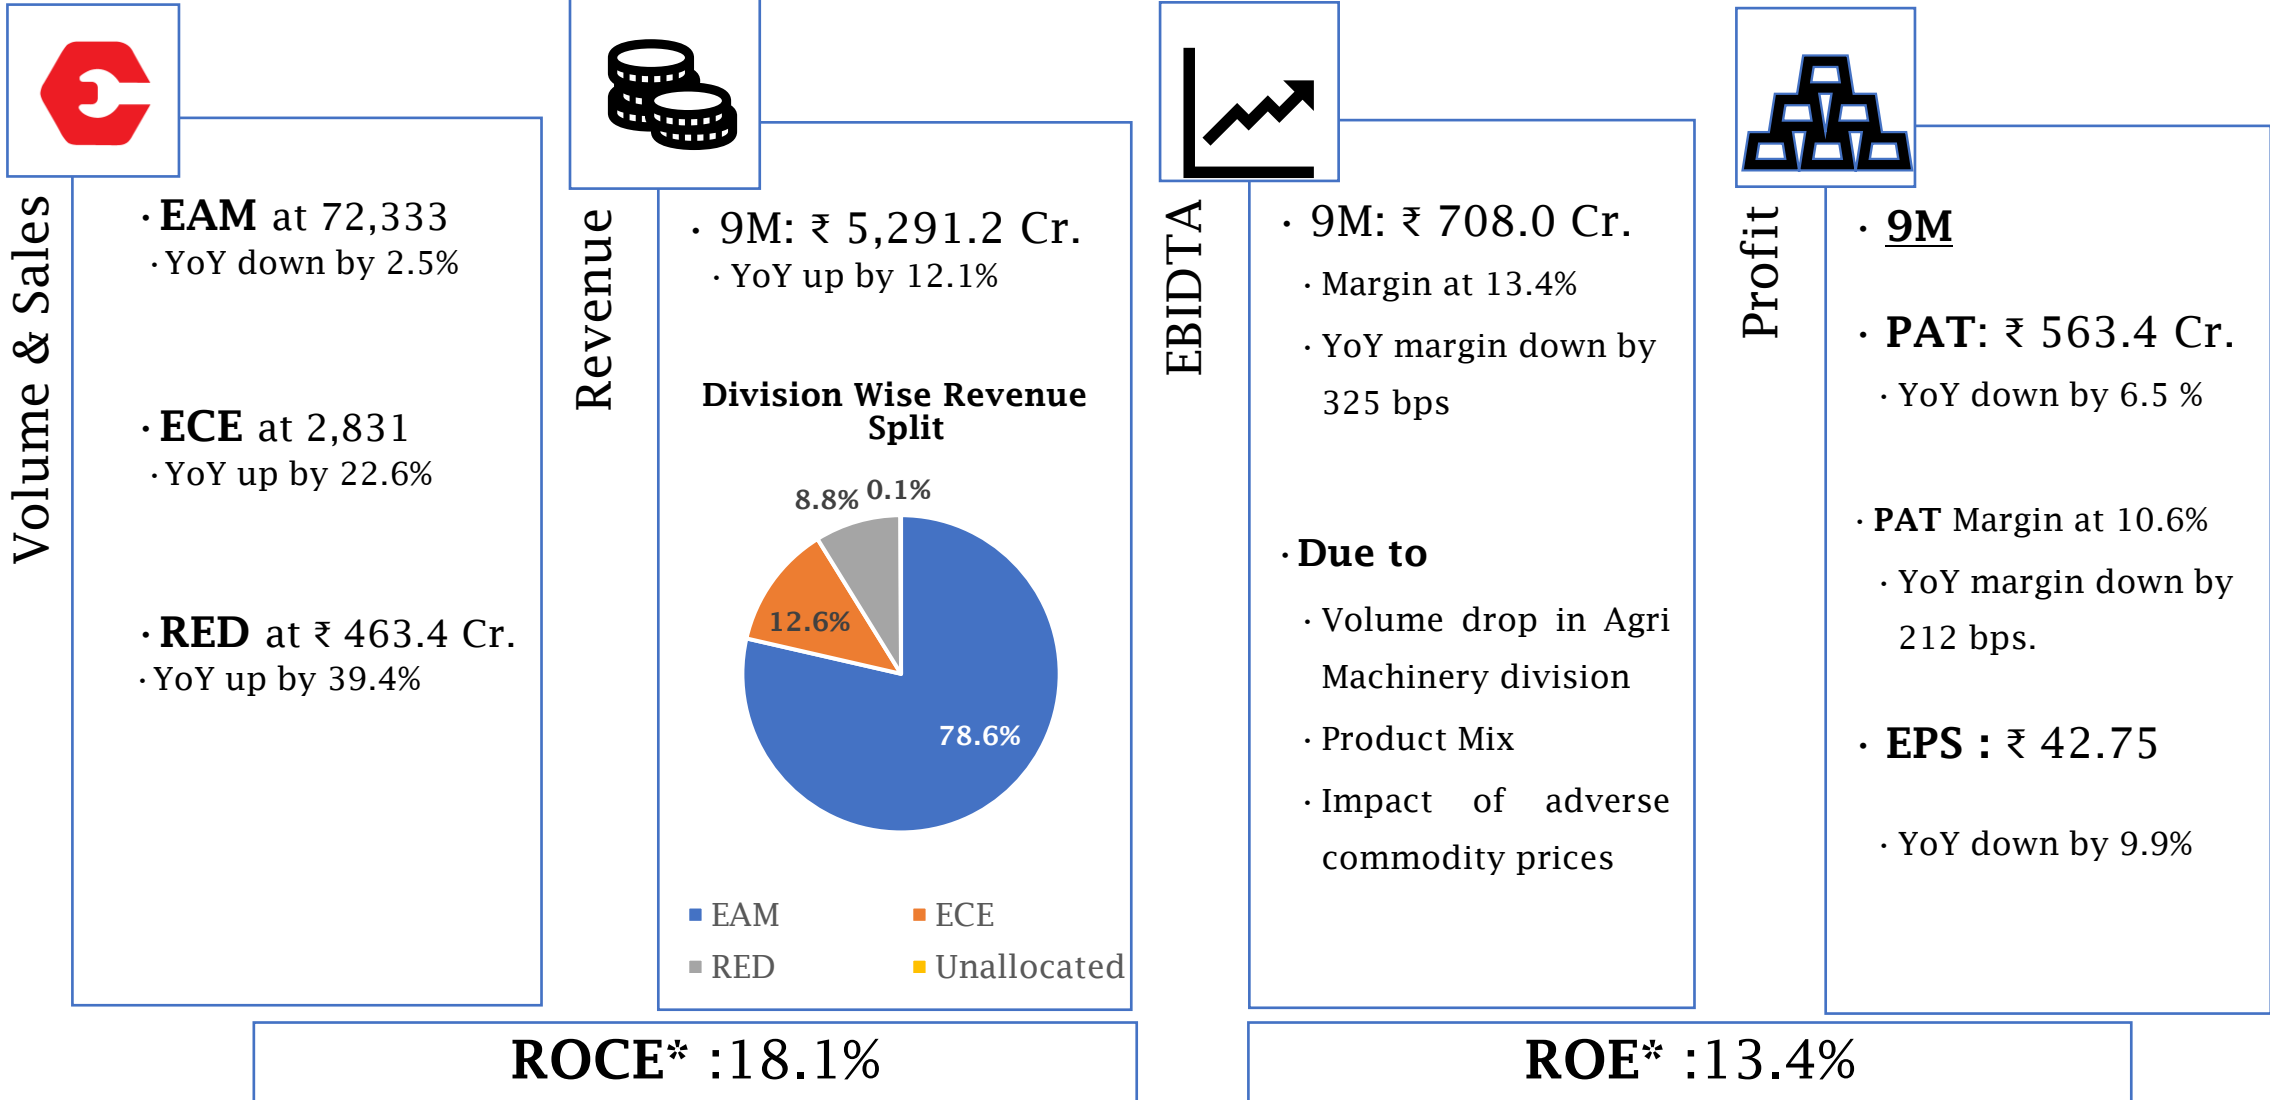 Volume & Sales
· EAM at 72,333
· YoY down by 2.5%
· ECE at 2,831
· YoY up by 22.6%
· RED at ₹ 463.4 Cr.
· YoY up by 39.4%
Revenue
· 9M: ₹ 5,291.2 Cr.
· YoY up by 12.1%
Division Wise Revenue
Split
8.8%
0.1%
12.6%
78.6%
EAM
ECE
RED
Unallocated
EBIDTA
· 9M: ₹ 708.0 Cr.
· Margin at 13.4%
· YoY margin down by
325 bps
· Due to
· Volume drop in Agri
Machinery division
· Product Mix
· Impact of adverse
commodity prices
Profit
· 9M
· PAT: ₹ 563.4 Cr.
· YoY down by 6.5 %
· PAT Margin at 10.6%
· YoY margin down by
212 bps.
· EPS : ₹ 42.75
· YoY down by 9.9%
ROCE* :18.1%
ROE* :13.4%